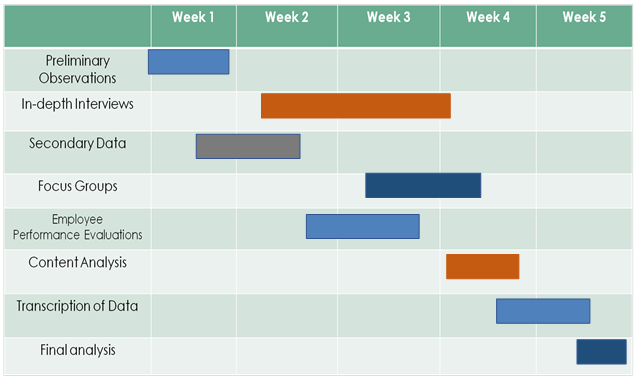 Week 1 Week 2 Week 3 Week 4 Week 5
Preliminary
Observations
In-depth Interviews
Secondary Data
Focus Groups
Employee
Performance Evaluations
Content Analysis
Transcription of Data
Final analysis